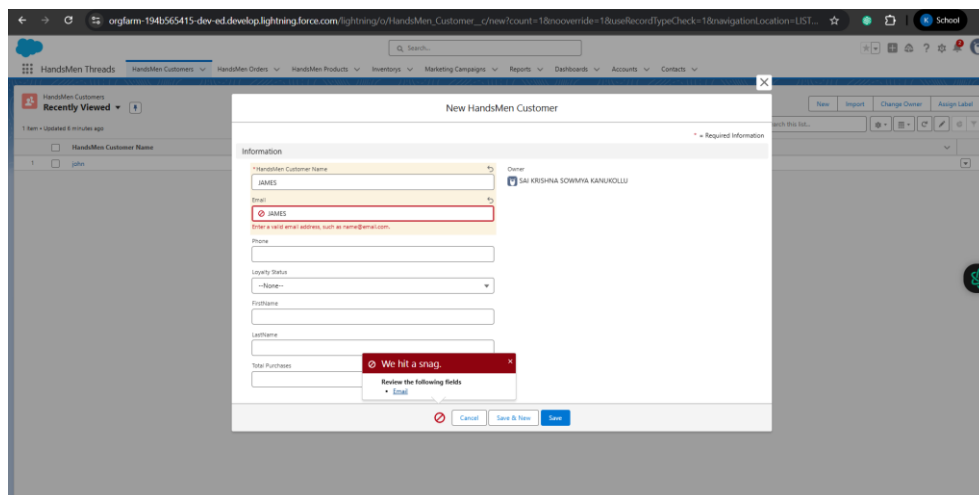 orgfarm-194b565415-dev-ed.develop.lightning.force.com/lightning/o/HandsMen_Customer__c/new?count=1&nooverride=1&useRecordTypeCheck=1&navigationLocation=LIST...
K School
Search...
HandsMen Threads HandsMen Customers HandsMen Orders HandsMen Products Inventorys Marketing Campaigns Reports Dashboards Accounts Contacts
HandsMen Customers
Recently Viewed
New Import Change Owner Assign Label
1 item • Updated 8 minutes ago
arch this list...
HandsMen Customer Name
1 john
New HandsMen Customer
* = Required Information
Information
*HandsMen Customer Name
JAMES
Owner
SAI KRISHNA SOWMYA KANUKOLLU
Email
JAMES
Enter a valid email address, such as name@email.com.
Phone
Loyalty Status
--None--
FirstName
LastName
Total Purchases
We hit a snag.
Review the following fields
• Email
Cancel Save & New Save